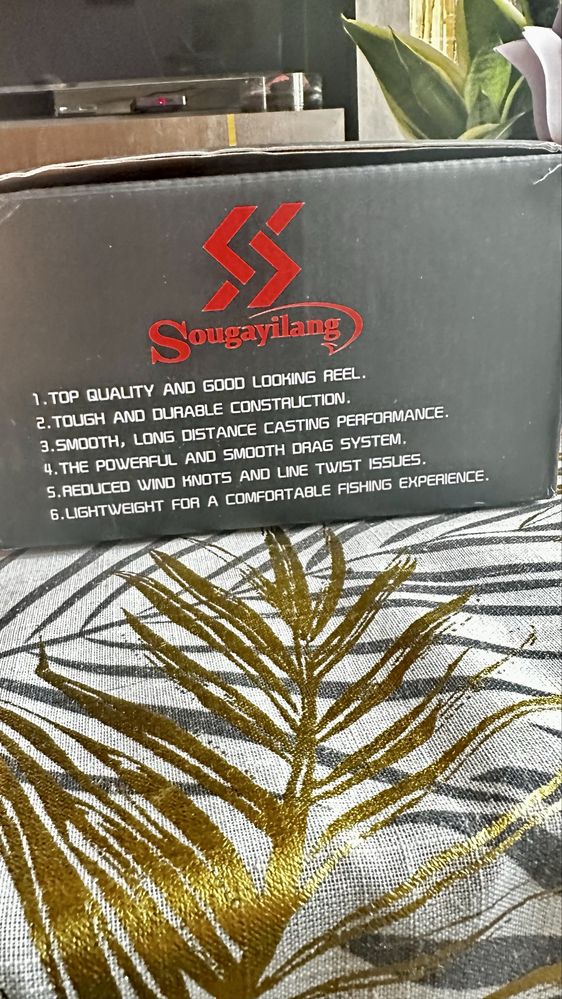 Sougayilang
1.TOP QUALITY AND GOOD LOOKING REEL.
2.TOUGH AND DURABLE CONSTRUCTION.
3.SMOOTH, LONG DISTANCE CASTING PERFORMANCE.
4.THE POWERFUL AND SMOOTH DRAG SYSTEM.
5.REDUCED WIND KNOTS AND LINE TWIST ISSUES.
6.LIGHTWEIGHT FOR A COMFORTABLE FISHING EXPERIENCE.